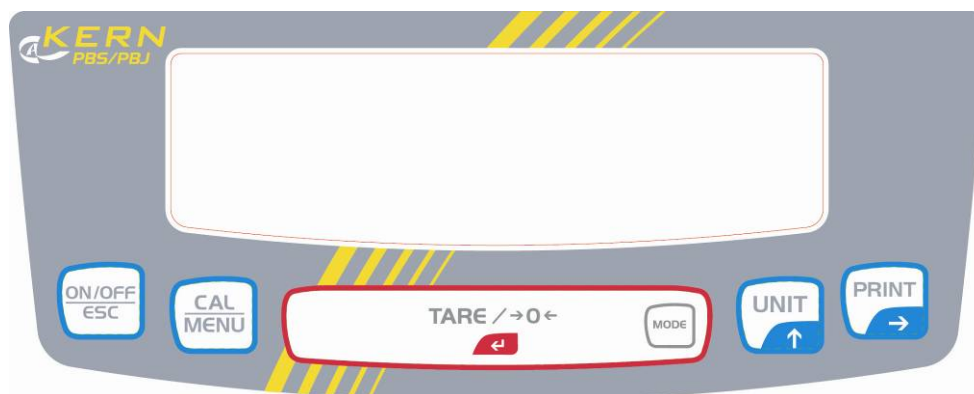 KERN
PBS/PBJ
ON/OFF
ESC
CAL
MENU
TARE /→0←
MODE
UNIT
PRINT